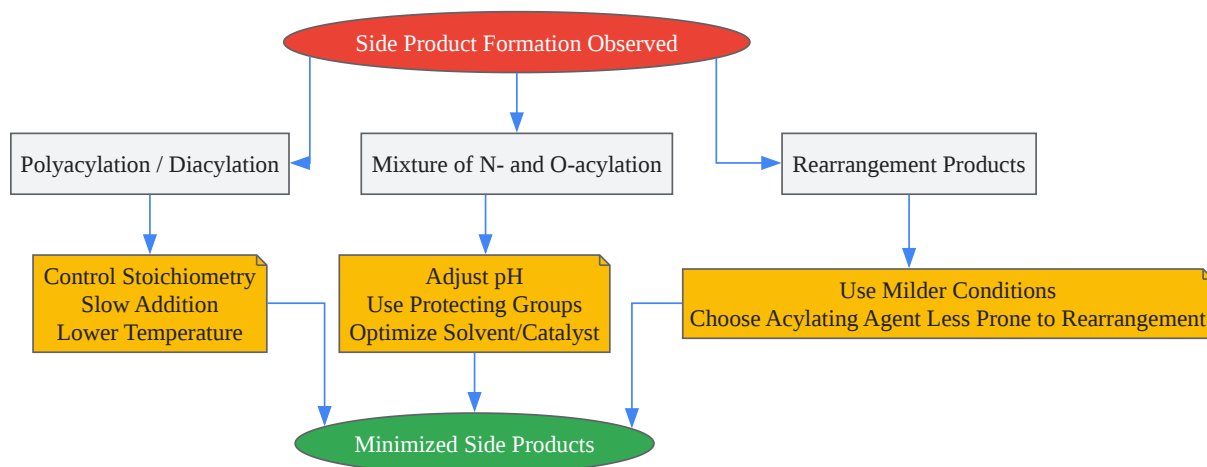 Side Product Formation Observed
Polyacylation / Diacylation
Mixture of N- and O-acylation
Rearrangement Products
Control Stoichiometry
Slow Addition
Lower Temperature
Adjust pH
Use Protecting Groups
Optimize Solvent/Catalyst
Use Milder Conditions
Choose Acylating Agent Less Prone to Rearrangement
Minimized Side Products